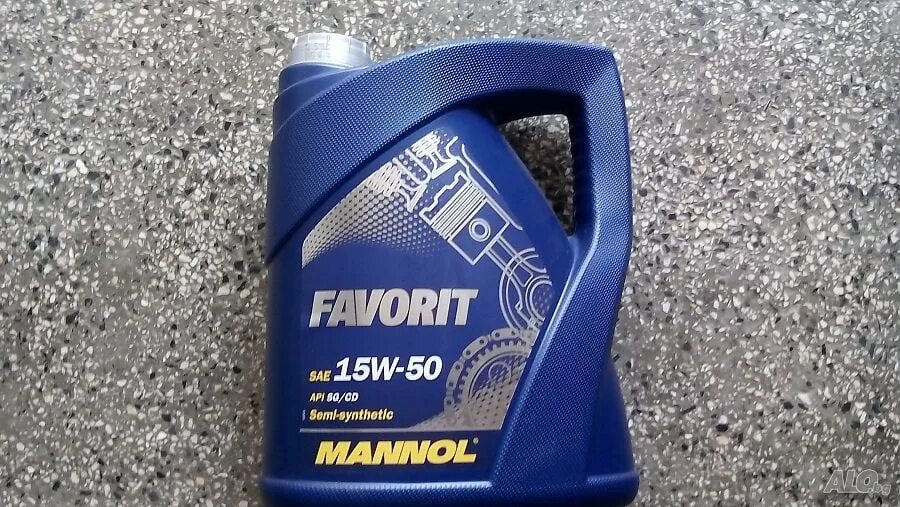 FAVORIT
SAE 15W-50
API SG/CD
Semi-synthetic
MANNOL®
ALO.bg